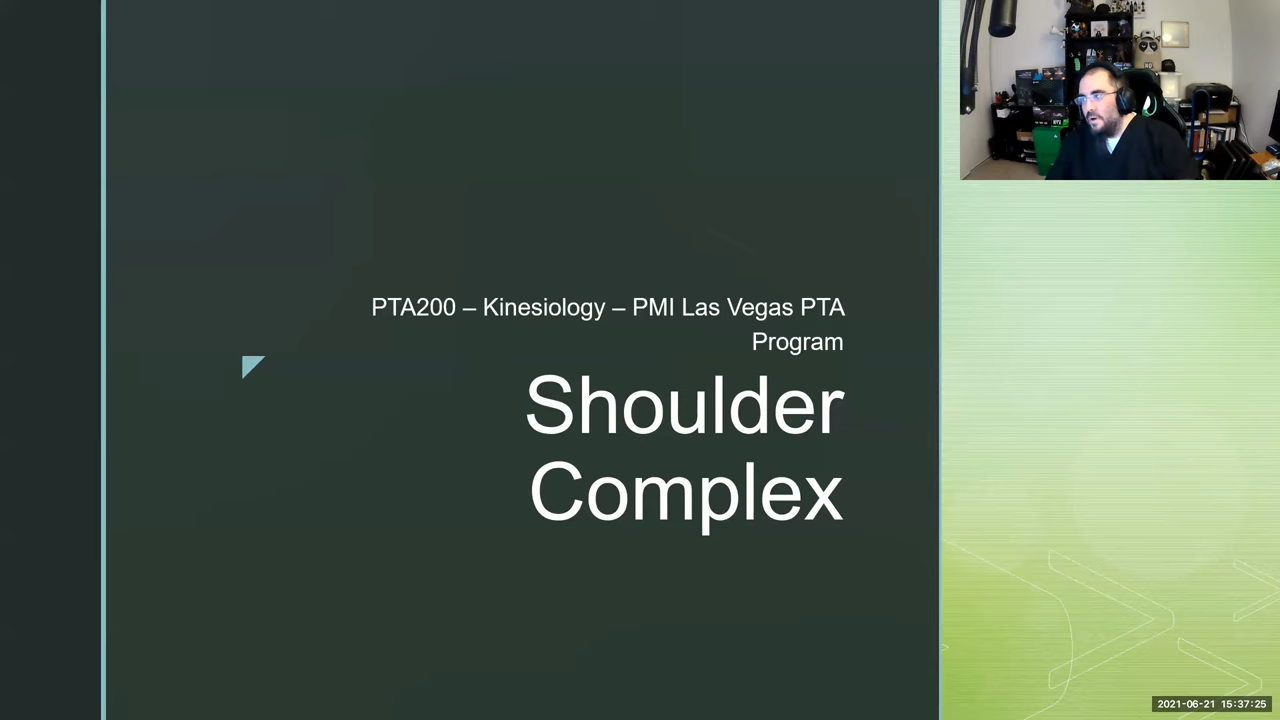 PTA200 – Kinesiology – PMI Las Vegas PTA
Program
Shoulder
Complex
2021-06-21 15:37:25